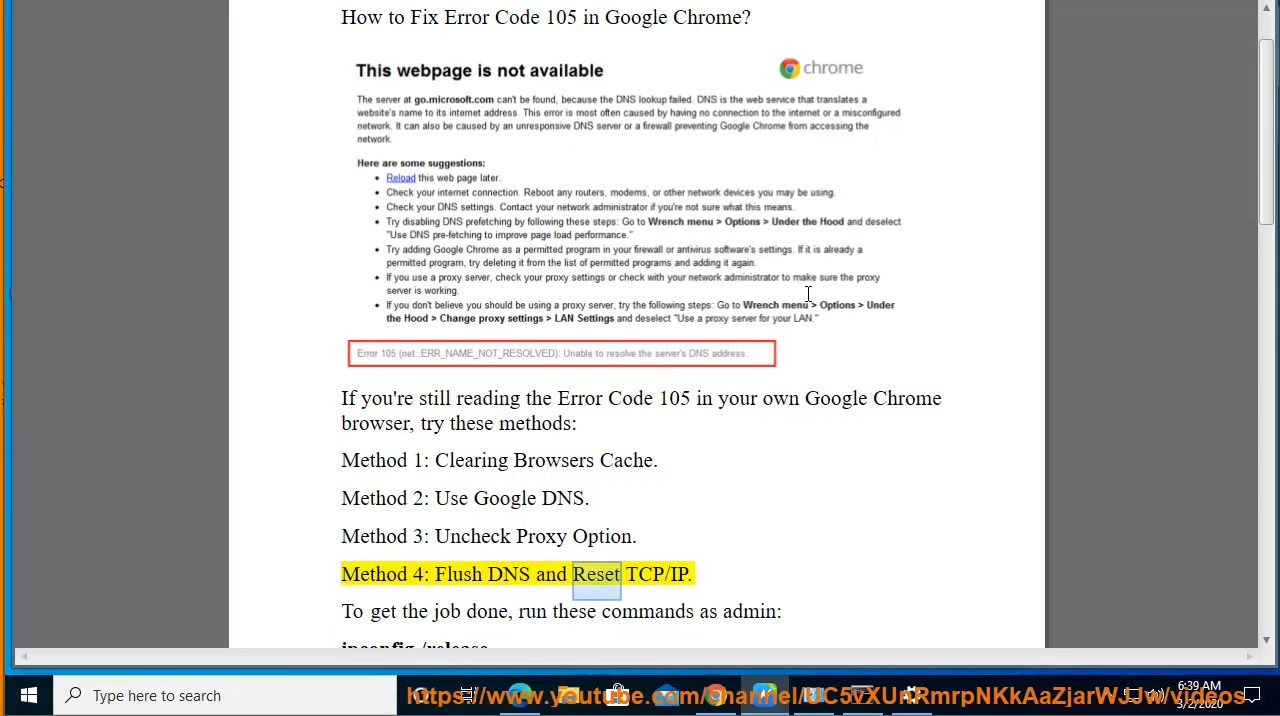 How to Fix Error Code 105 in Google Chrome?
This webpage is not available
chrome
The server at go.microsoft.com can't be found, because the DNS lookup failed. DNS is the web service that translates a
website's name to its internet address. This error is most often caused by having no connection to the internet or a misconfigured
network. It can also be caused by an unresponsive DNS server or a firewall preventing Google Chrome from accessing the
network.
Here are some suggestions:
• Reload this web page later.
• Check your internet connection. Reboot any routers, modems, or other network devices you may be using.
• Check your DNS settings. Contact your network administrator if you're not sure what this means.
• Try disabling DNS prefetching by following these steps: Go to Wrench menu > Options > Under the Hood and deselect
"Use DNS pre-fetching to improve page load performance."
• Try adding Google Chrome as a permitted program in your firewall or antivirus software's settings. If it is already a
permitted program, try deleting it from the list of permitted programs and adding it again.
• If you use a proxy server, check your proxy settings or check with your network administrator to make sure the proxy
server is working.
• If you don't believe you should be using a proxy server, try the following steps: Go to Wrench menu > Options > Under
the Hood > Change proxy settings > LAN Settings and deselect "Use a proxy server for your LAN."
Error 105 (net::ERR_NAME_NOT_RESOLVED): Unable to resolve the server's DNS address.
If you're still reading the Error Code 105 in your own Google Chrome
browser, try these methods:
Method 1: Clearing Browsers Cache.
Method 2: Use Google DNS.
Method 3: Uncheck Proxy Option.
Method 4: Flush DNS and Reset TCP/IP.
To get the job done, run these commands as admin:
ipconfig /release
Type here to search
6:39 AM
3/2/2020